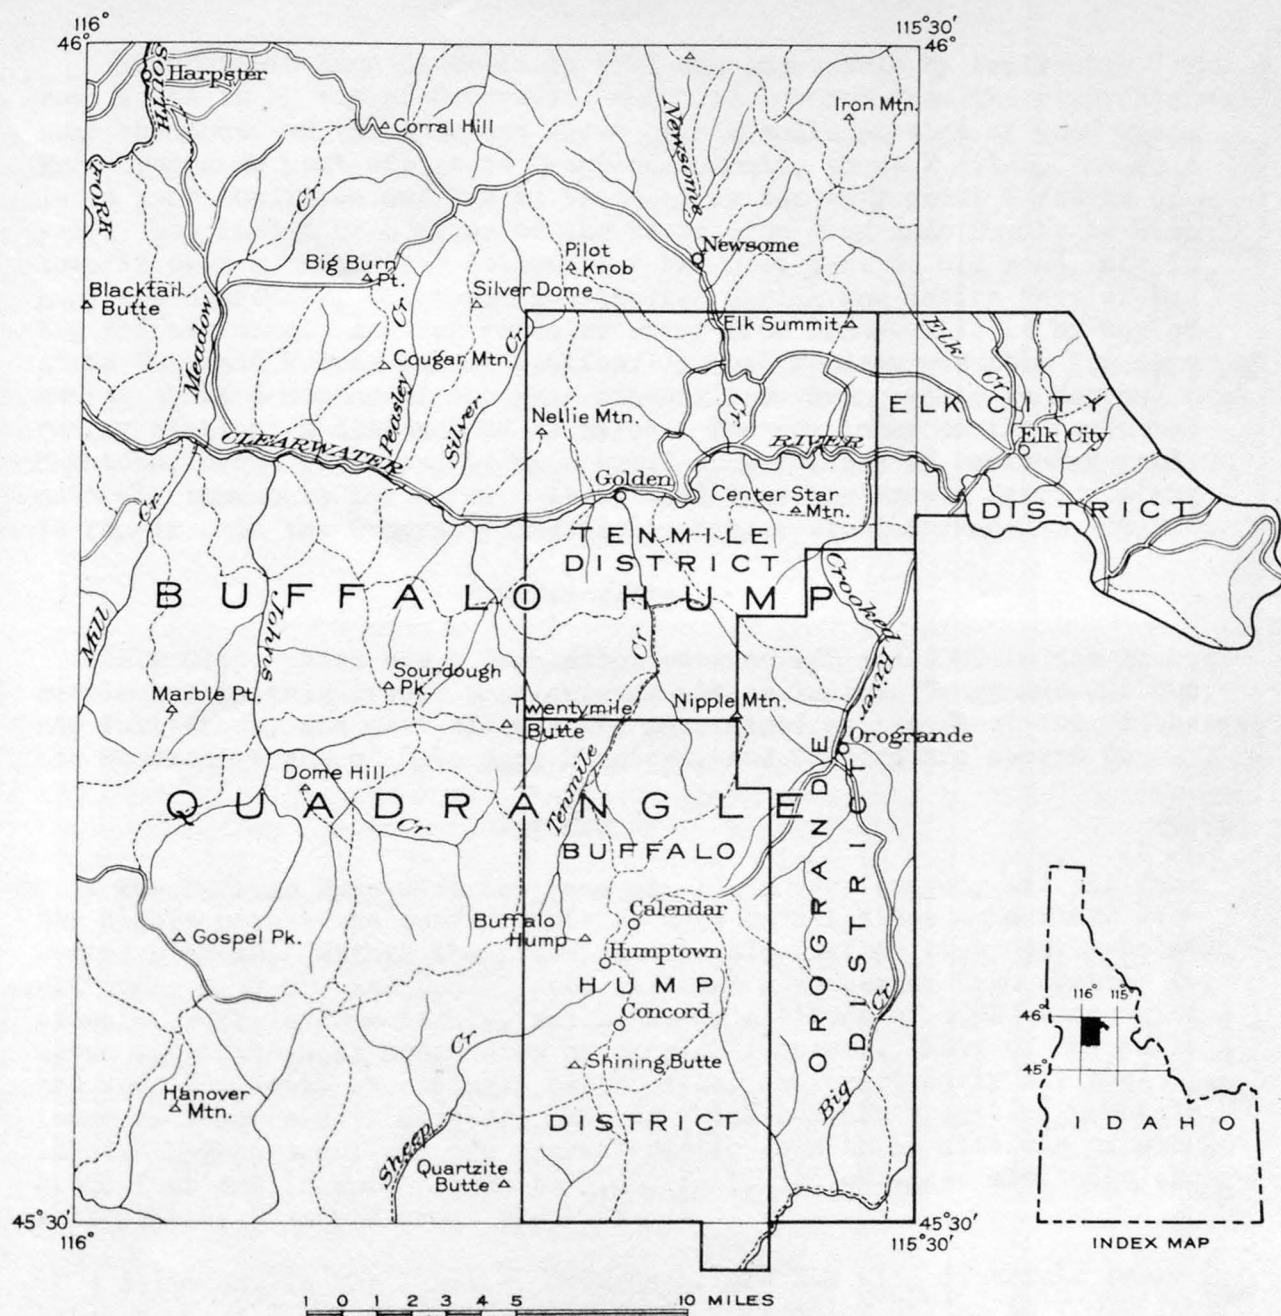 116°
115°30'
46°
46°
Harpster
SOUTH
FORK
Corral Hill
Newsome
Iron Mtn.
Cr
Newsome
Pilot
Knob
Big Burn
Pt.
Blacktail
Butte
Silver Dome
Elk Summit
Elk
Cr
Meadow
Cougar Mtn.
Cr
Peasley
Cr
Silver
Nellie Mtn.
Cr
ELK CITY
Elk City
CLEARWATER
RIVER
Golden
Center Star
Mtn.
DISTRICT
Cr
Mill
TENMILE
DISTRICT
BUFFALO HUMP
Johns
Crooked
River
Cr
Sourdough
Pk.
Marble Pt.
Twentymile
Butte
Nipple Mtn.
Orogrande
Dome Hill
Tenmile
QUADRANGLE
Cr
BUFFALO
OROGRANDE
DISTRICT
Calendar
Buffalo
Hump
Gospel Pk.
Humptown
HUMP
Concord
Cr
Shining Butte
Cr
Big
Hanover
Mtn.
DISTRICT
Sheep
Quartzite
Butte
45°30'
45°30'
116°
115°30'
116° 115°
46°
45°
IDAHO
INDEX MAP
1 0 1 2 3 4 5 10 MILES